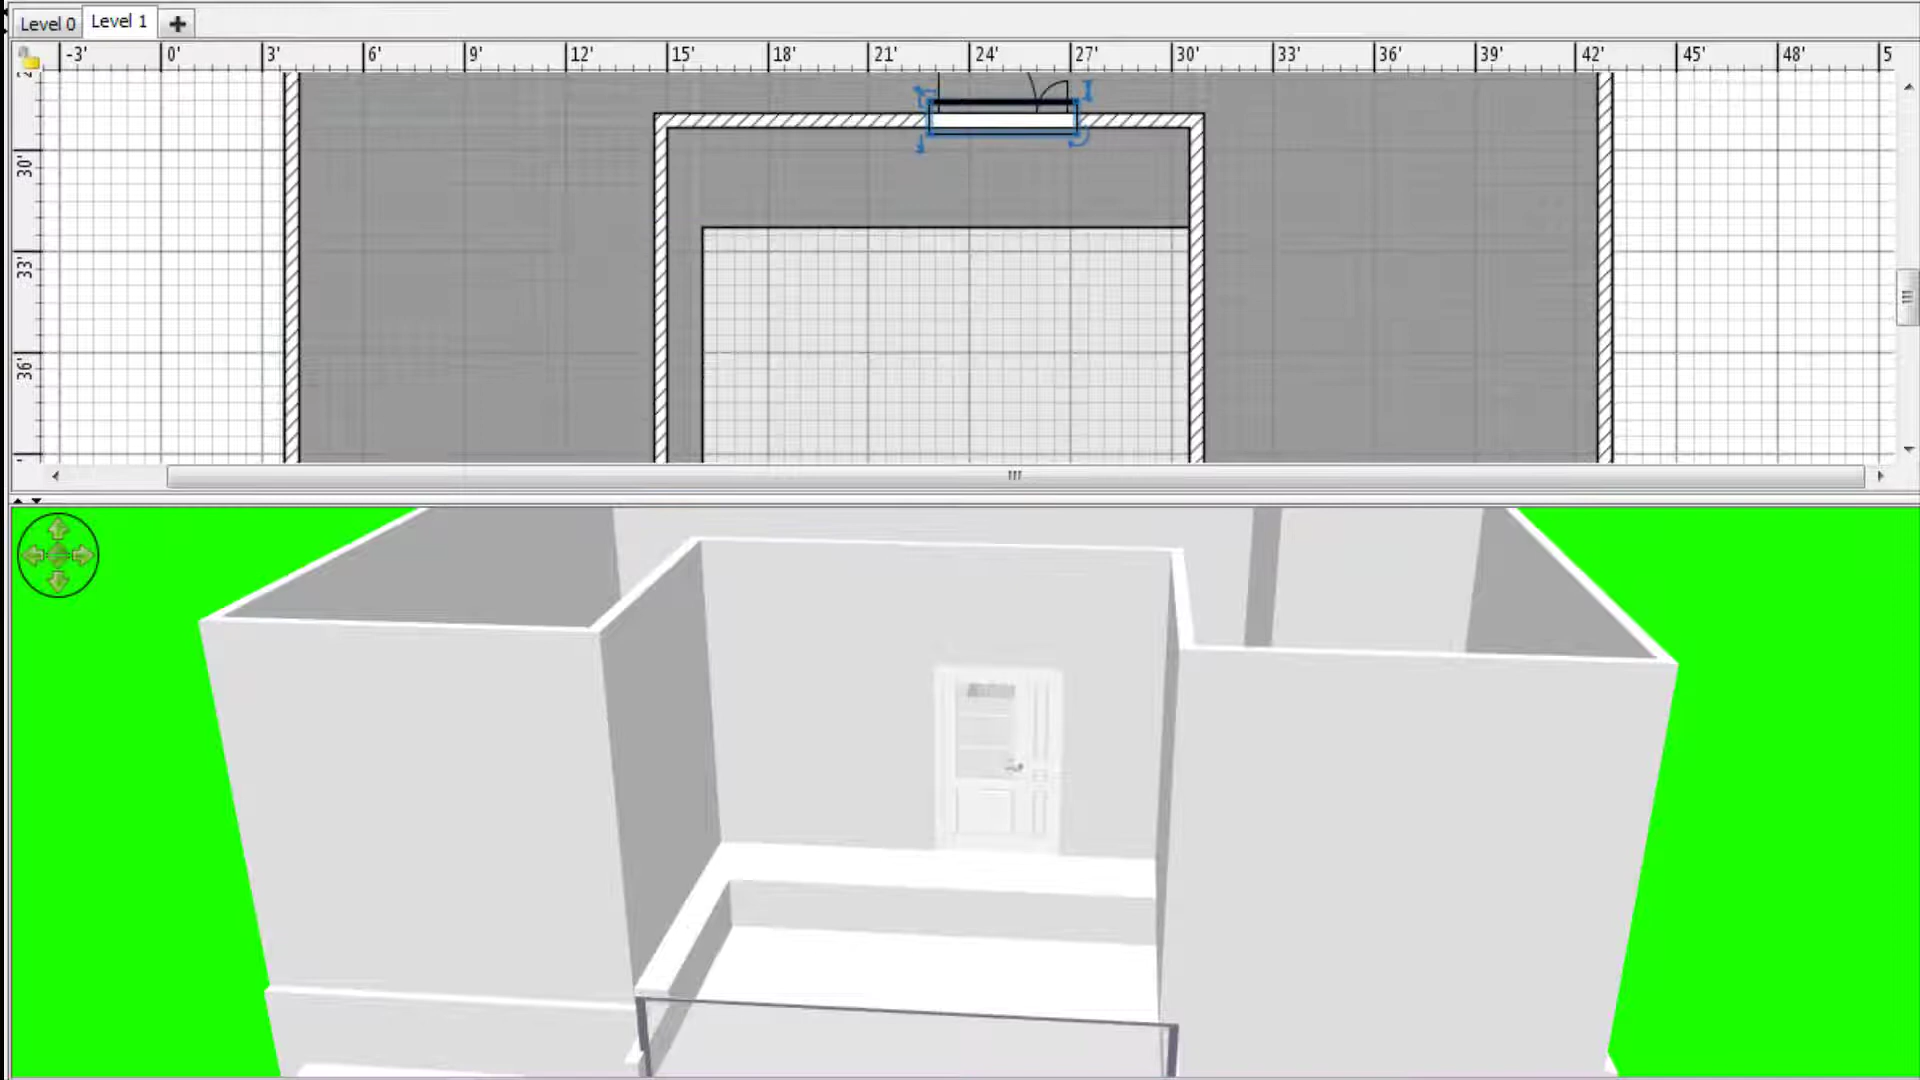 Level 0 Level 1
-3' 0' 3' 6' 9' 12' 15' 18' 21' 24' 27' 30' 33' 36' 39' 42' 45' 48' 5
30'
33'
36'